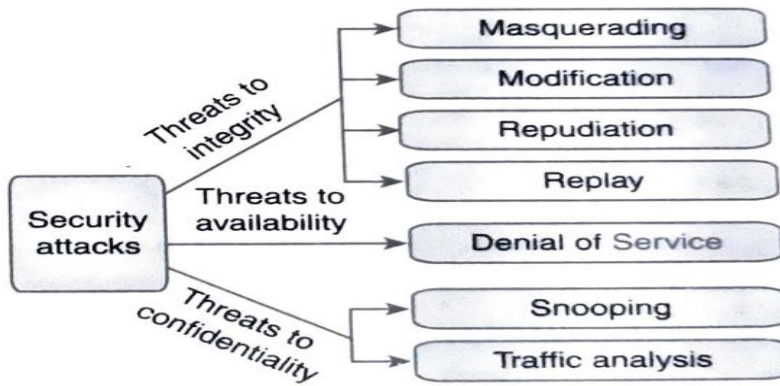 Security
attacks
Threats to
integrity
Masquerading
Modification
Repudiation
Replay
Threats to
availability
Denial of Service
Threats to
confidentiality
Snooping
Traffic analysis